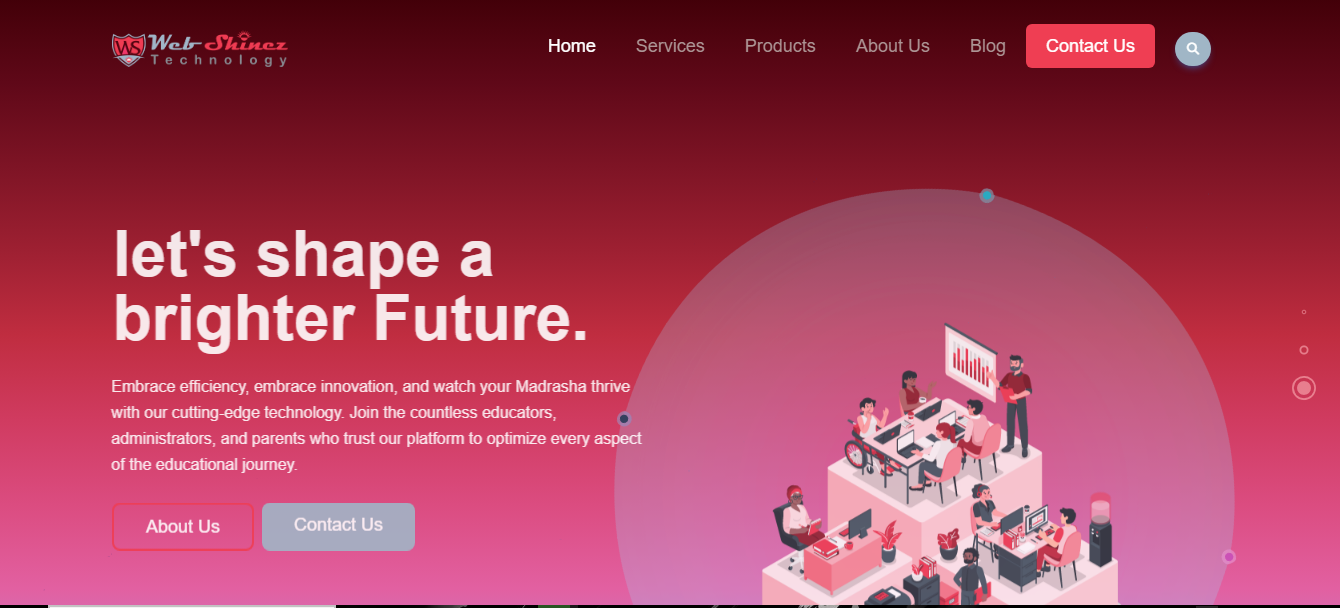 WS Web Shinez
Technology
Home Services Products About Us Blog Contact Us
let's shape a
brighter Future.
Embrace efficiency, embrace innovation, and watch your Madrasha thrive
with our cutting-edge technology. Join the countless educators,
administrators, and parents who trust our platform to optimize every aspect
of the educational journey.
About Us Contact Us